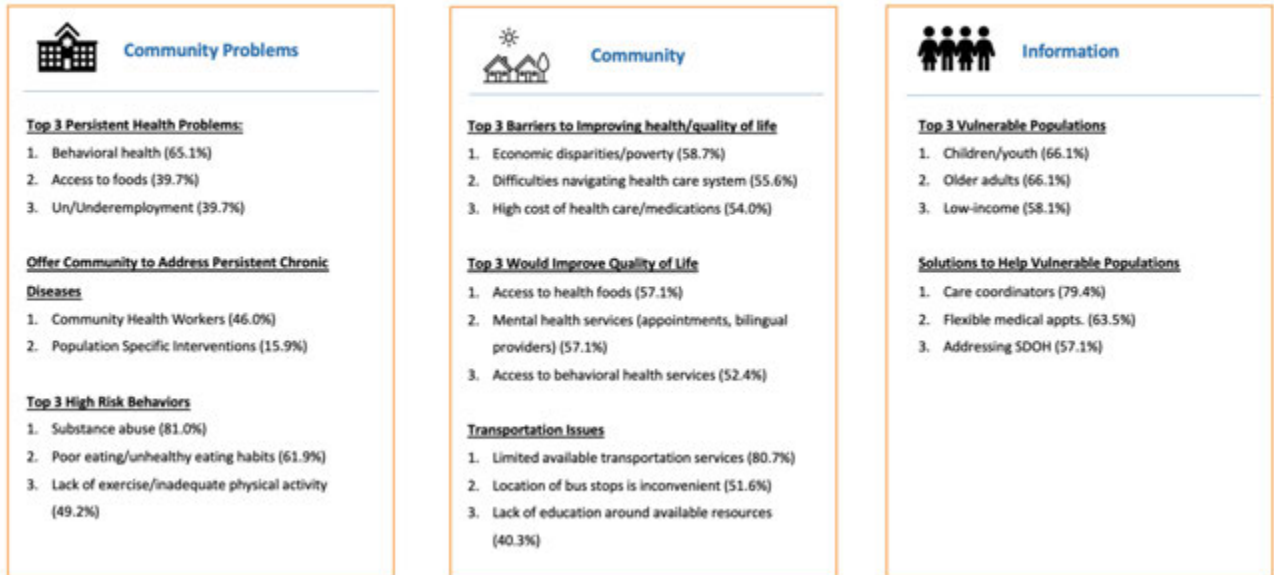 Community Problems
Top 3 Persistent Health Problems:
1. Behavioral health (65.1%)
2. Access to foods (39.7%)
3. Un/Underemployment (39.7%)
Offer Community to Address Persistent Chronic
Diseases
1. Community Health Workers (46.0%)
2. Population Specific Interventions (15.9%)
Top 3 High Risk Behaviors
1. Substance abuse (81.0%)
2. Poor eating/unhealthy eating habits (61.9%)
3. Lack of exercise/inadequate physical activity
(49.2%)
Community
Top 3 Barriers to Improving health/quality of life
1. Economic disparities/poverty (58.7%)
2. Difficulties navigating health care system (55.6%)
3. High cost of health care/medications (54.0%)
Top 3 Would Improve Quality of Life
1. Access to health foods (57.1%)
2. Mental health services (appointments, bilingual
providers) (57.1%)
3. Access to behavioral health services (52.4%)
Transportation Issues
1. Limited available transportation services (80.7%)
2. Location of bus stops is inconvenient (51.6%)
3. Lack of education around available resources
(40.3%)
Information
Top 3 Vulnerable Populations
1. Children/youth (66.1%)
2. Older adults (66.1%)
3. Low-income (58.1%)
Solutions to Help Vulnerable Populations
1. Care coordinators (79.4%)
2. Flexible medical appts. (63.5%)
3. Addressing SDOH (57.1%)